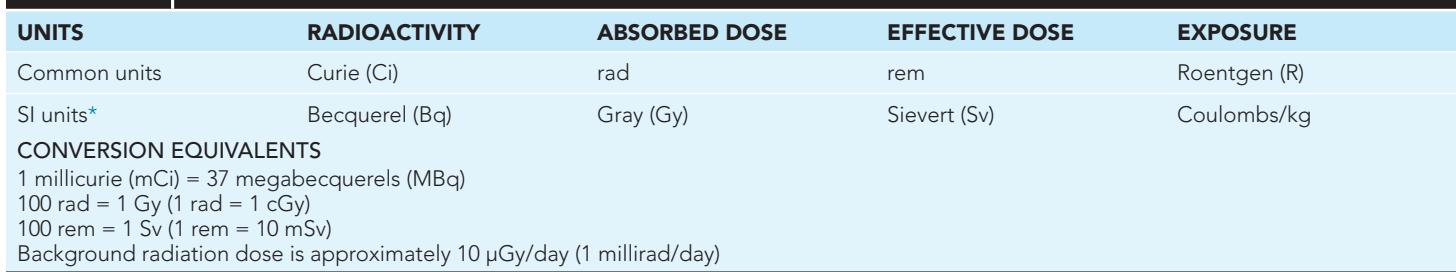 UNITS RADIOACTIVITY ABSORBED DOSE EFFECTIVE DOSE EXPOSURE
Common units Curie (Ci) rad rem Roentgen (R)
SI units* Becquerel (Bq) Gray (Gy) Sievert (Sv) Coulombs/kg
CONVERSION EQUIVALENTS
1 millicurie (mCi) = 37 megabecquerels (MBq)
100 rad = 1 Gy (1 rad = 1 cGy)
100 rem = 1 Sv (1 rem = 10 mSv)
Background radiation dose is approximately 10 μGy/day (1 millirad/day)